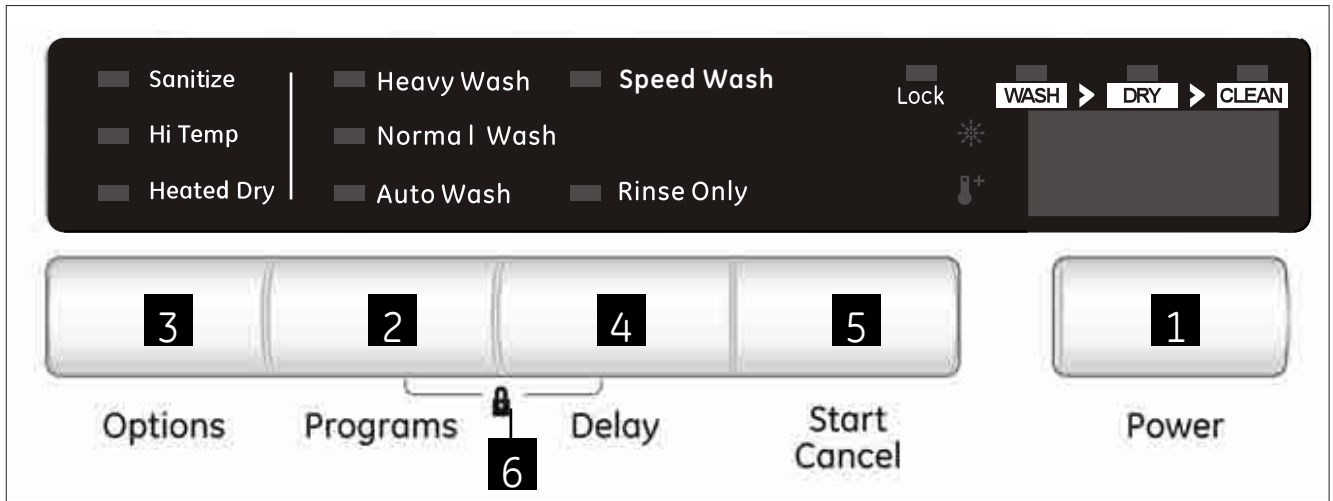 Sanitize Heavy Wash Speed Wash Lock WASH > DRY > CLEAN
Hi Temp Normal Wash
Heated Dry Auto Wash Rinse Only
3 2 4 5 1
Options Programs Delay Start Cancel Power
6